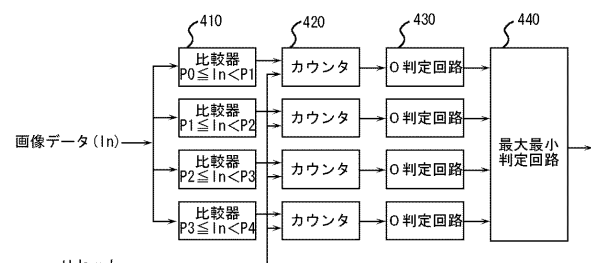 410
420
430
440
比較器
P0≦In<P1
カウンタ
0判定回路
比較器
P1≦In<P2
カウンタ
0判定回路
画像データ(In)
最大最小
判定回路
比較器
P2≦In<P3
カウンタ
0判定回路
比較器
P3≦In<P4
カウンタ
0判定回路